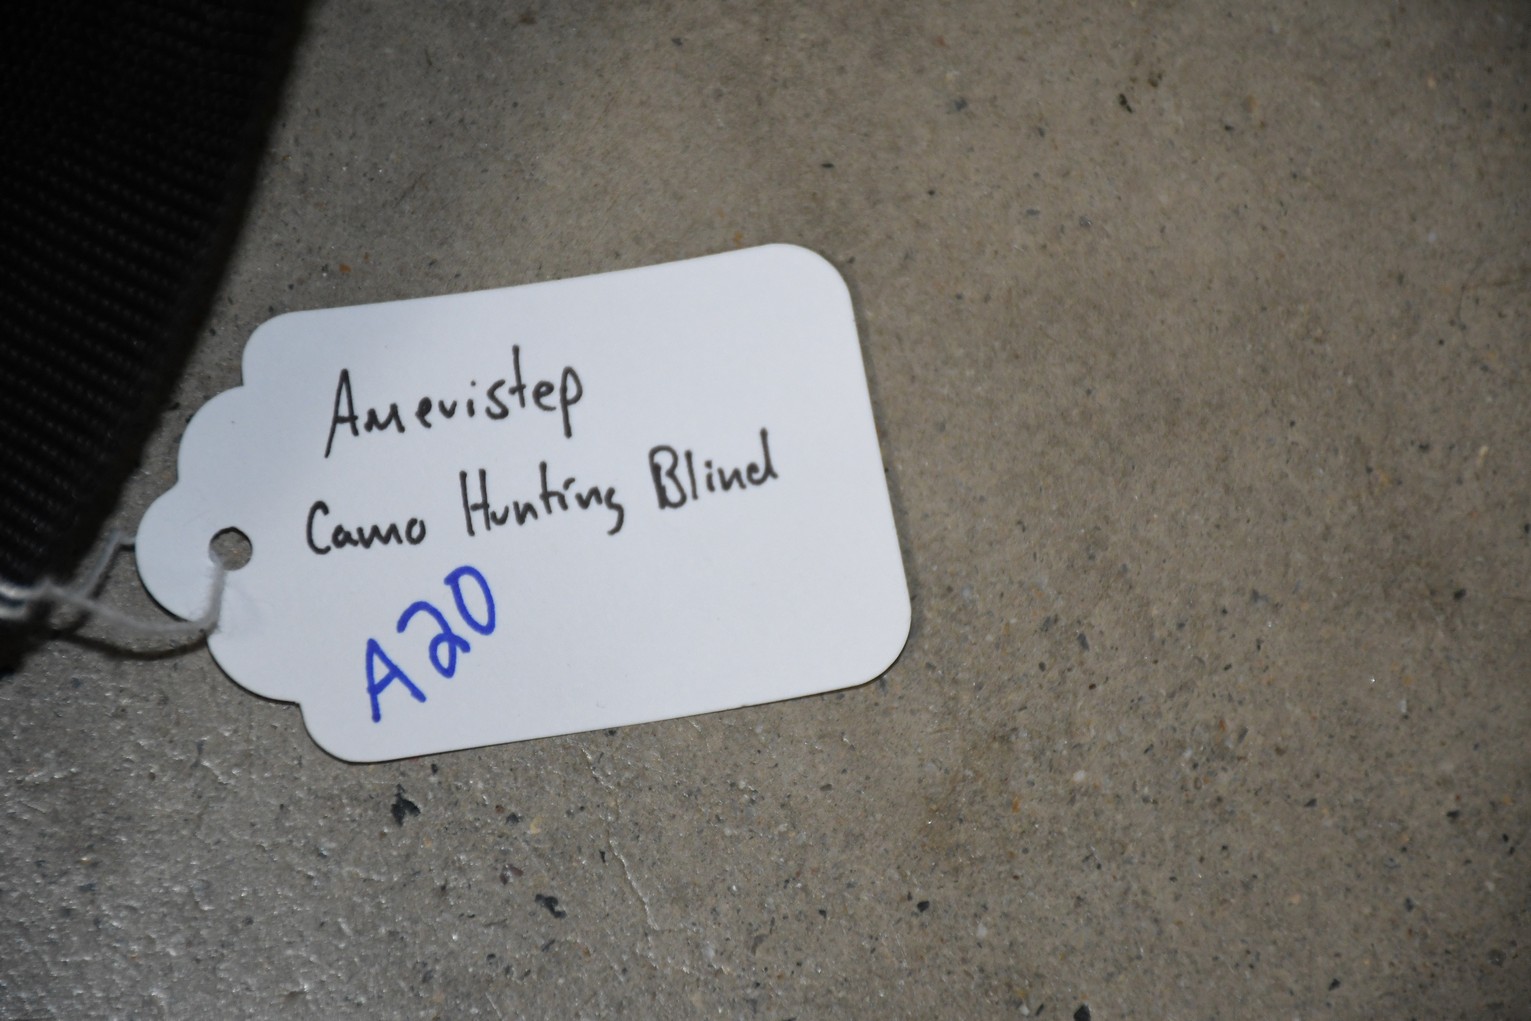 Ameristep
Camo Hunting Blind
A20